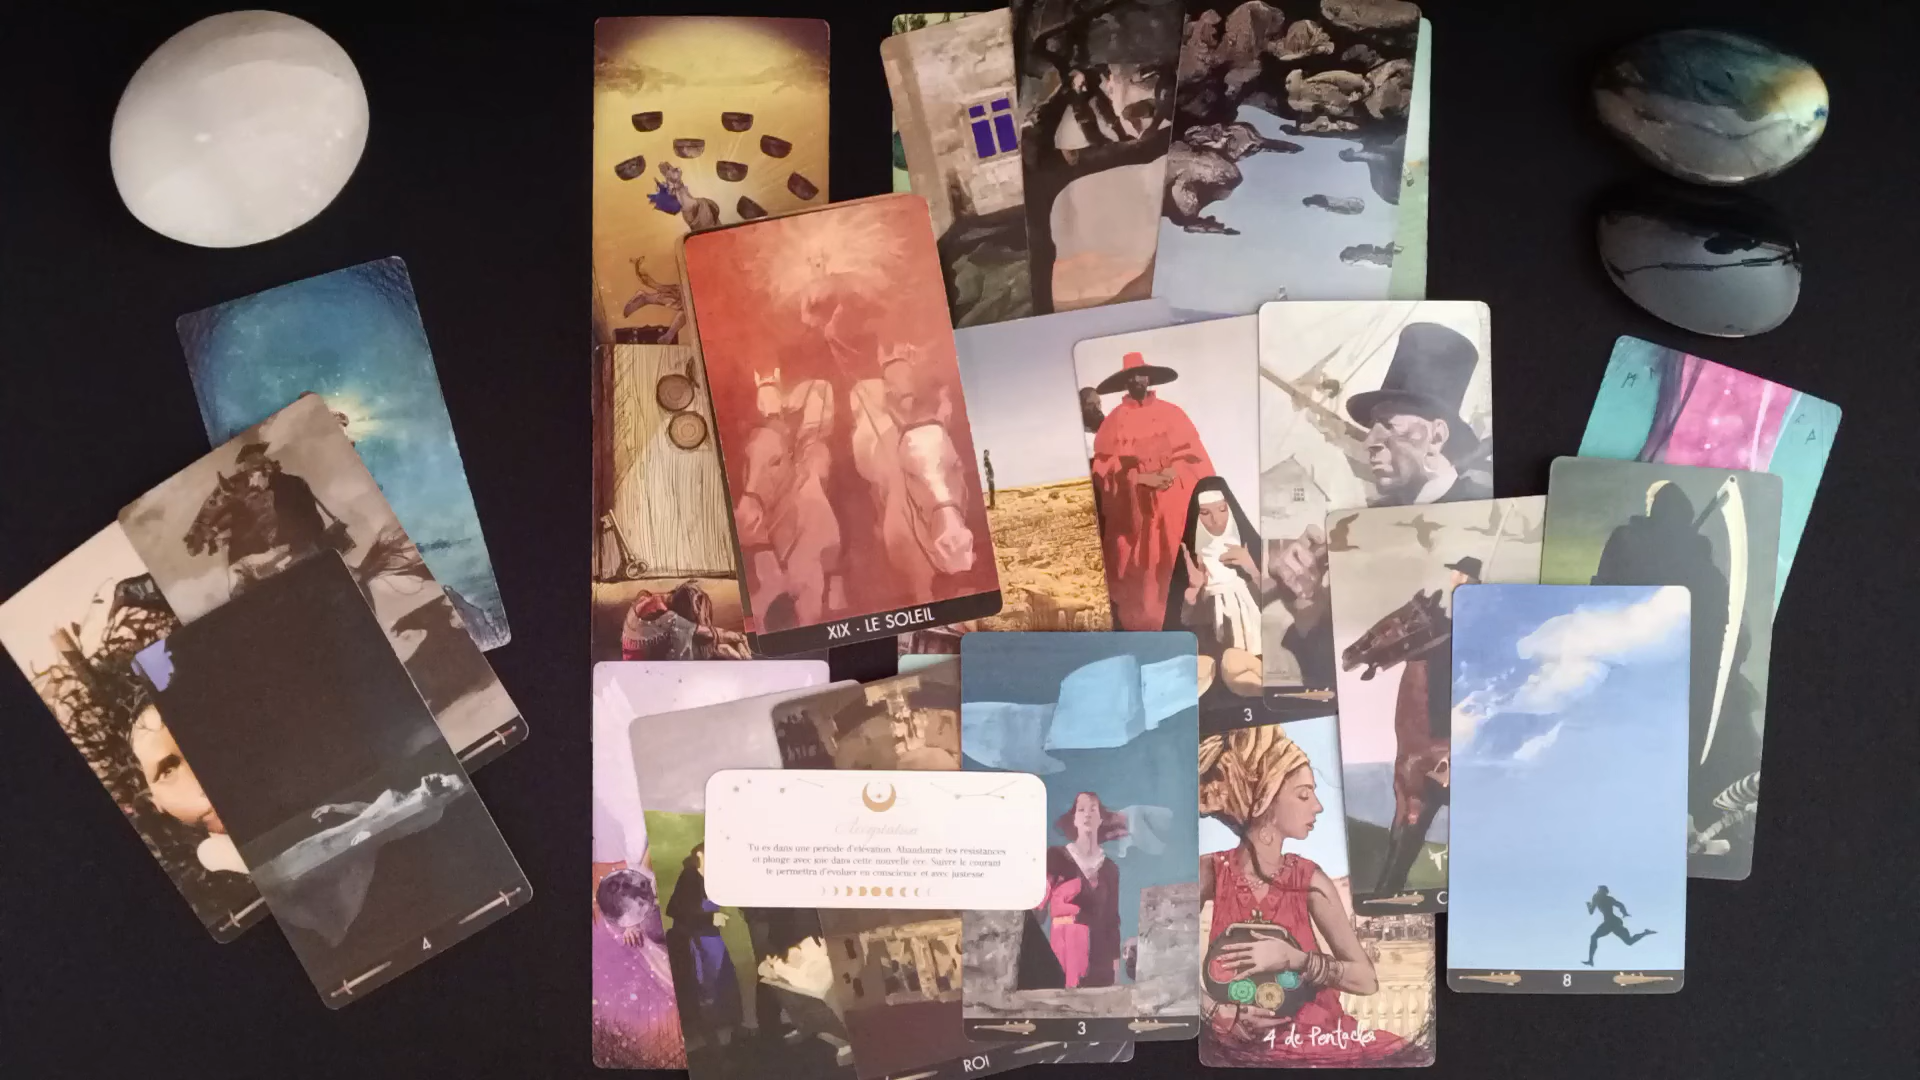 XIX · LE SOLEIL
3
Acceptation
Tu es dans une période d'élévation. Abandonne tes résistances
et plonge avec joie dans cette nouvelle ère. Suivre le courant
te permettra d'évoluer en conscience et avec justesse
4
3
ROI
4 de Pentacles
C
8